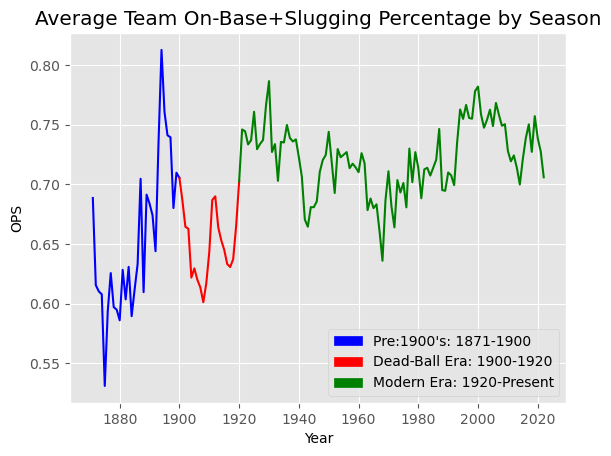 Average Team On-Base+Slugging Percentage by Season
0.80
0.75
0.70
0.65
0.60
0.55
OPS
Pre:1900's: 1871-1900
Dead-Ball Era: 1900-1920
Modern Era: 1920-Present
1880 1900 1920 1940 1960 1980 2000 2020
Year